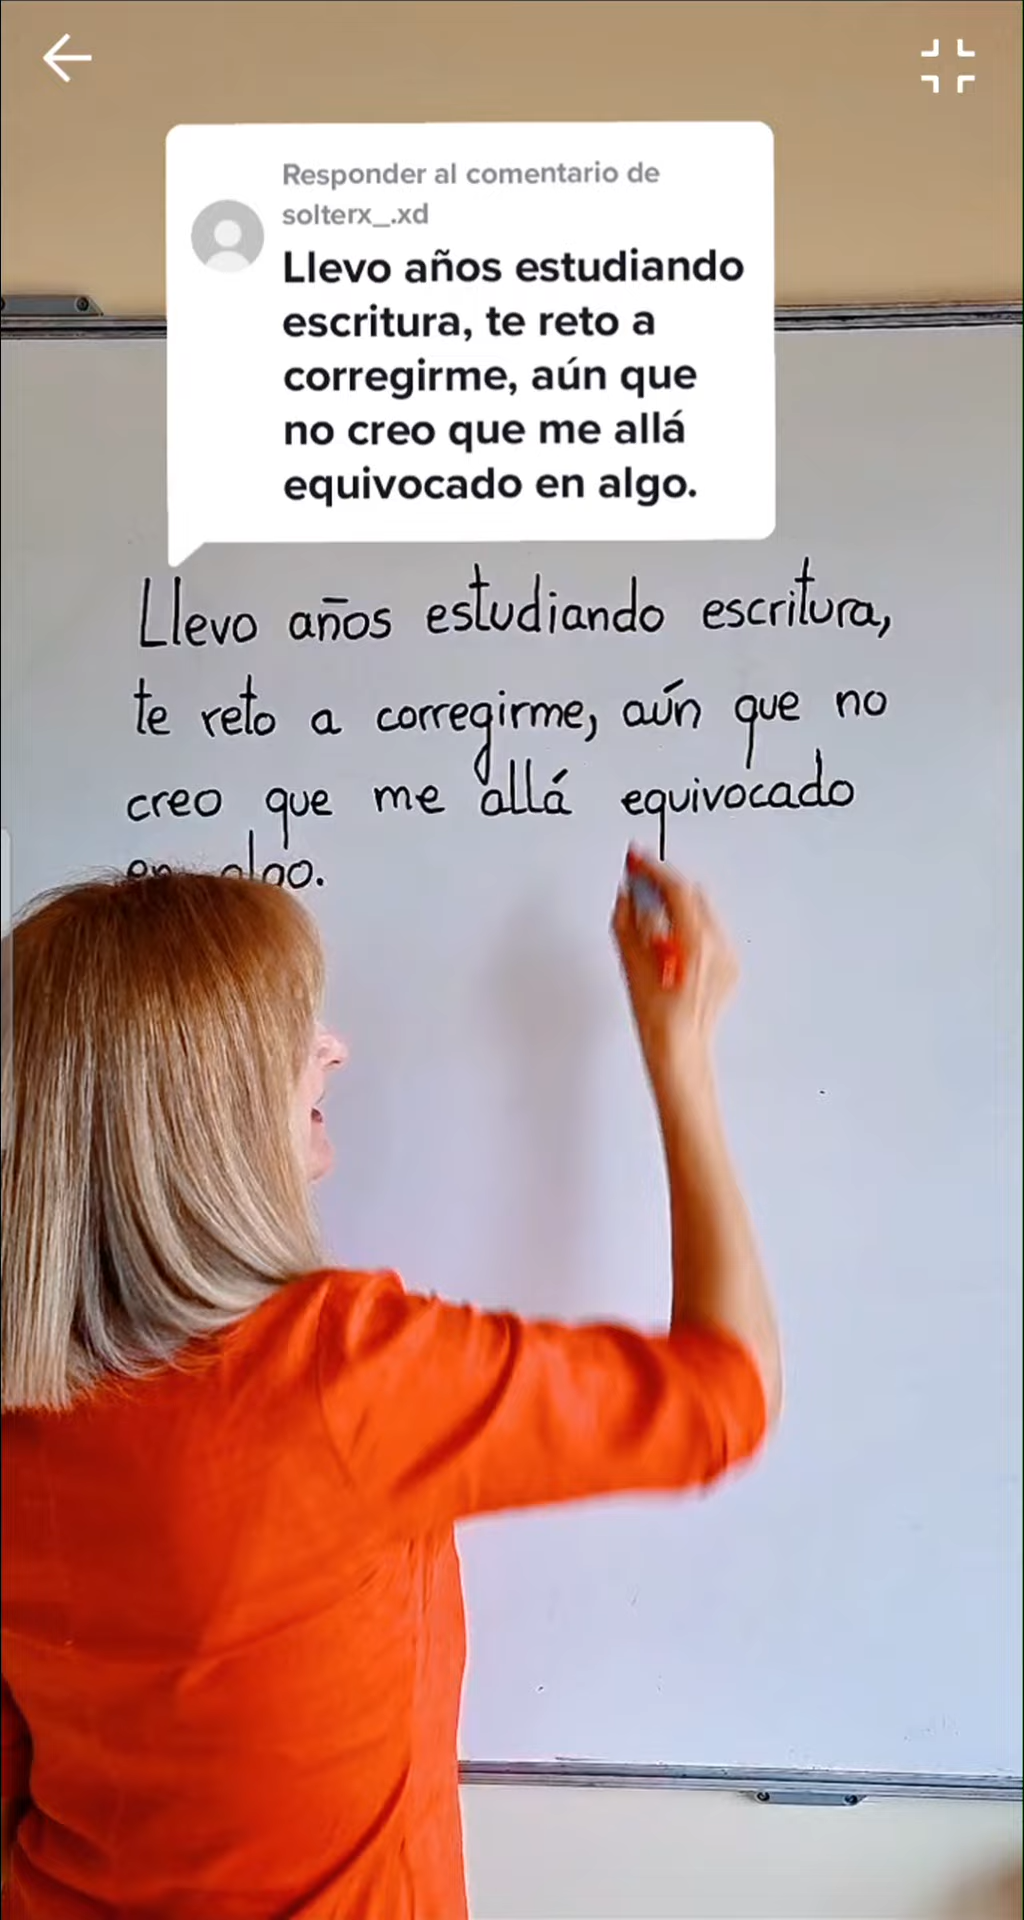 Responder al comentario de
solterx_.xd
Llevo años estudiando
escritura, te reto a
corregirme, aún que
no creo que me allá
equivocado en algo.
Llevo años estudiando escritura,
te reto a corregirme, aún que no
creo que me allá equivocado
en algo.